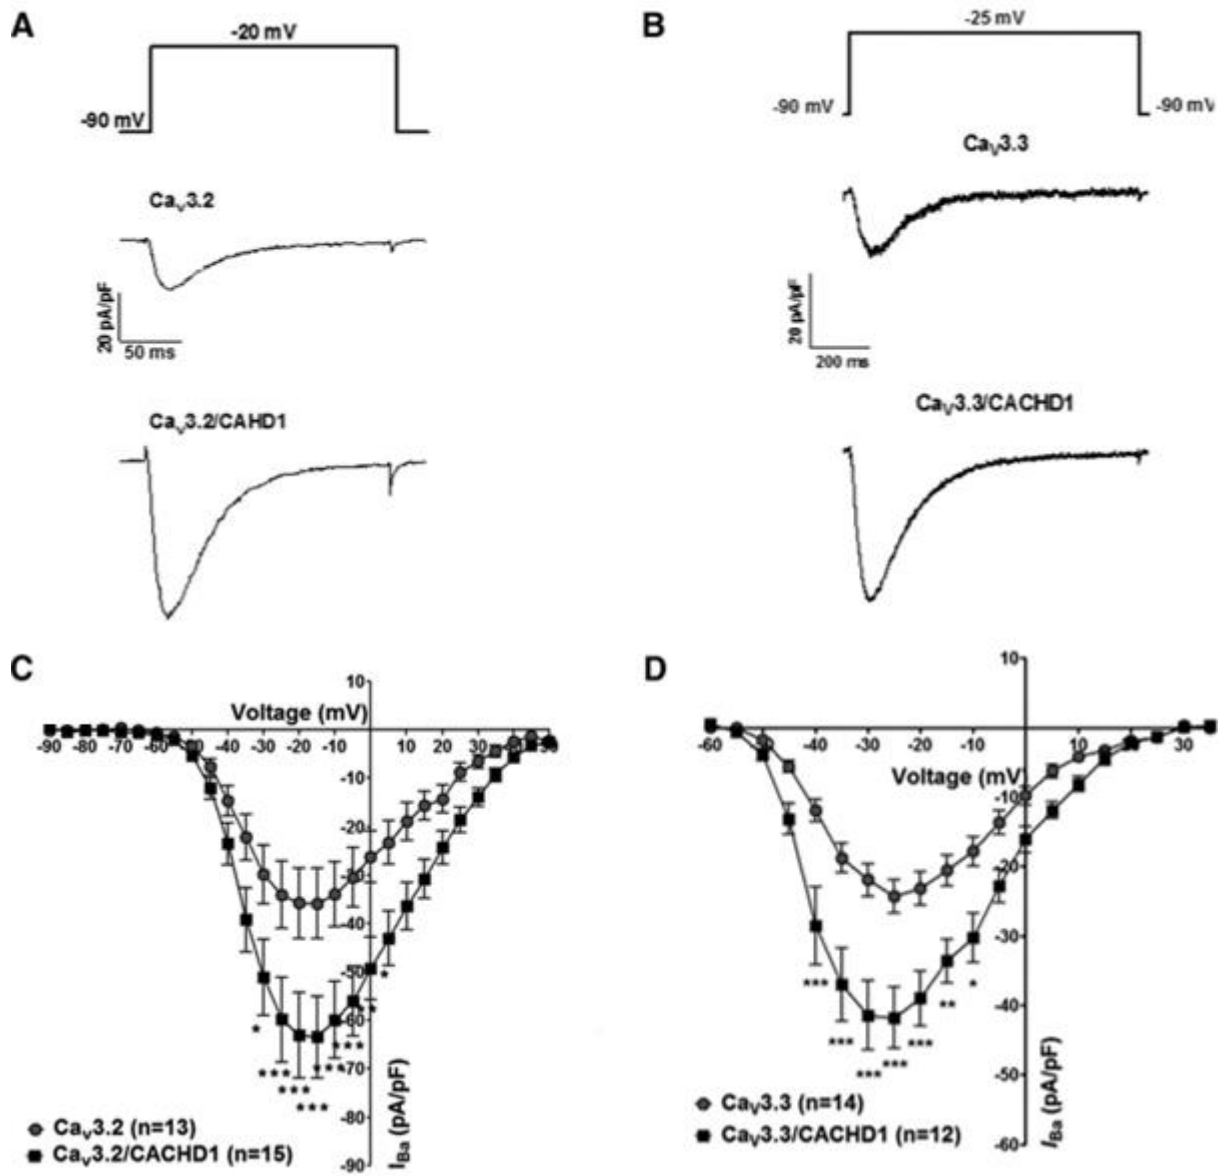 A
B
-20 mV
-25 mV
-90 mV
-90 mV
-90 mV
CaV3.2
CaV3.3
20 pA/pF
50 ms
20 pA/pF
200 ms
CaV3.2/CAHD1
CaV3.3/CACHD1
C
D
10
Voltage (mV)
-90 -80 -70 -60 -50 -40 -30 -20 -10 10 20 30 40
-10
-20
-30
-40
-50
-60
-70
-80
-90
IBa (pA/pF)
* *** *** *** *** *** ** *
CaV3.2 (n=13)
CaV3.2/CACHD1 (n=15)
10
-60 -50 -40 -30 -20 -10 10 20 30
Voltage (mV)
-10
-20
-30
-40
-50
-60
IBa (pA/pF)
*** *** *** *** *** ** *
CaV3.3 (n=14)
CaV3.3/CACHD1 (n=12)